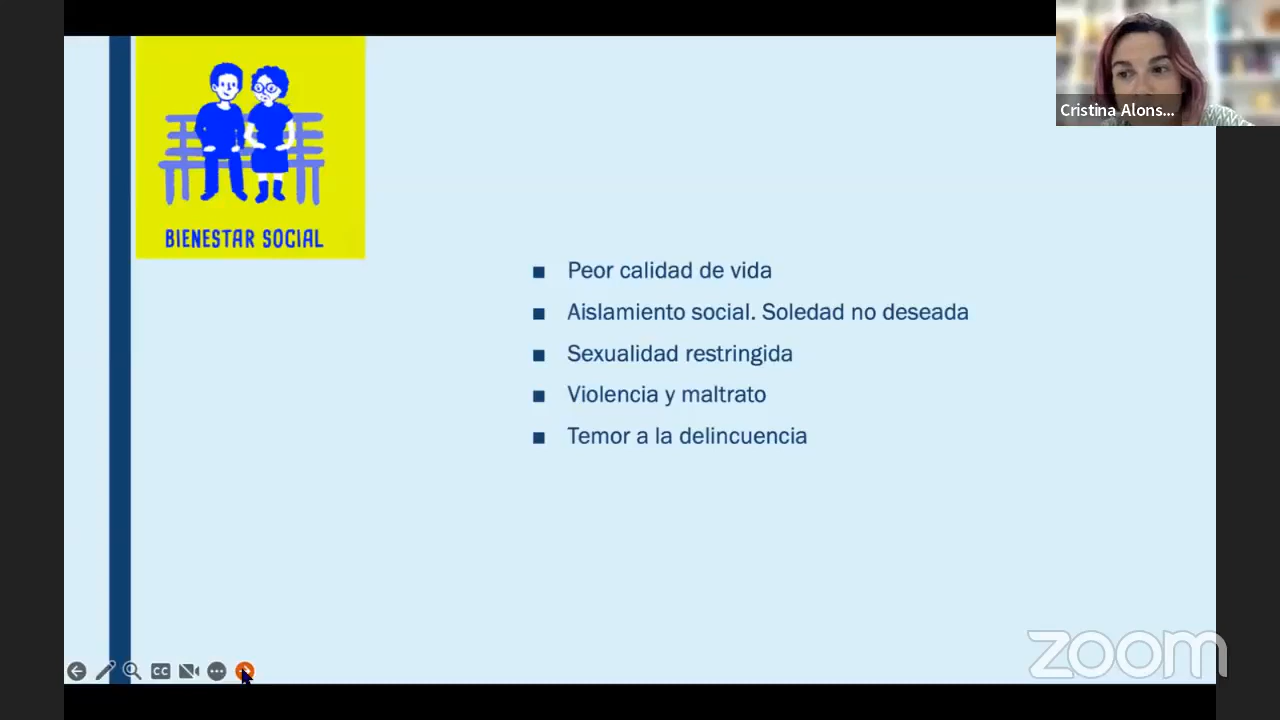 Cristina Alons...
BIENESTAR SOCIAL
Peor calidad de vida
Aislamiento social. Soledad no deseada
Sexualidad restringida
Violencia y maltrato
Temor a la delincuencia
CC
zoom